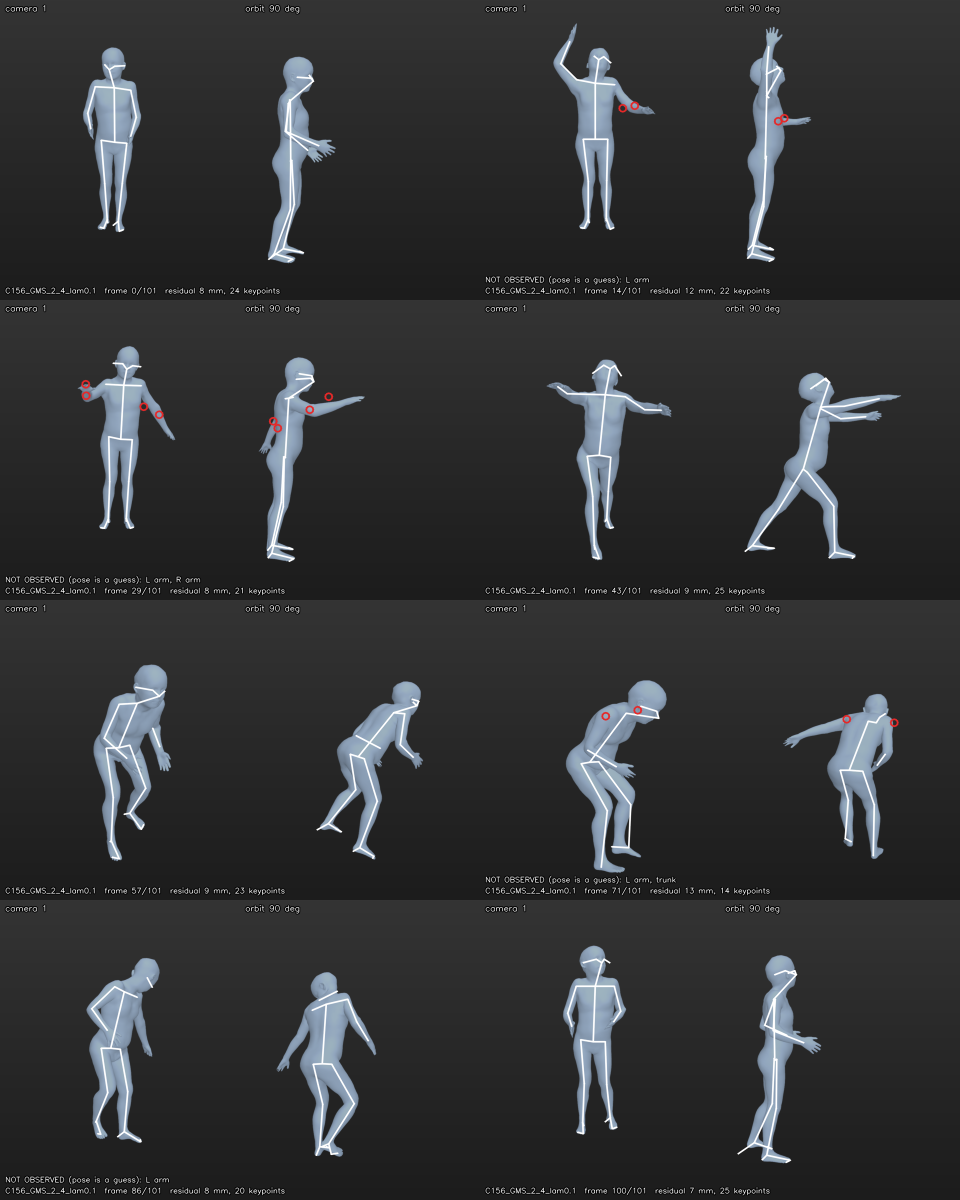 camera 1
orbit 90 deg
C156_GMS_2_4_lam0.1 frame 0/101 residual 8 mm, 24 keypoints
camera 1
orbit 90 deg
NOT OBSERVED (pose is a guess): L arm
C156_GMS_2_4_lam0.1 frame 14/101 residual 12 mm, 22 keypoints
camera 1
orbit 90 deg
NOT OBSERVED (pose is a guess): L arm, R arm
C156_GMS_2_4_lam0.1 frame 29/101 residual 8 mm, 21 keypoints
camera 1
orbit 90 deg
C156_GMS_2_4_lam0.1 frame 43/101 residual 9 mm, 25 keypoints
camera 1
orbit 90 deg
C156_GMS_2_4_lam0.1 frame 57/101 residual 9 mm, 23 keypoints
camera 1
orbit 90 deg
NOT OBSERVED (pose is a guess): L arm, trunk
C156_GMS_2_4_lam0.1 frame 71/101 residual 13 mm, 14 keypoints
camera 1
orbit 90 deg
NOT OBSERVED (pose is a guess): L arm
C156_GMS_2_4_lam0.1 frame 86/101 residual 8 mm, 20 keypoints
camera 1
orbit 90 deg
C156_GMS_2_4_lam0.1 frame 100/101 residual 7 mm, 25 keypoints